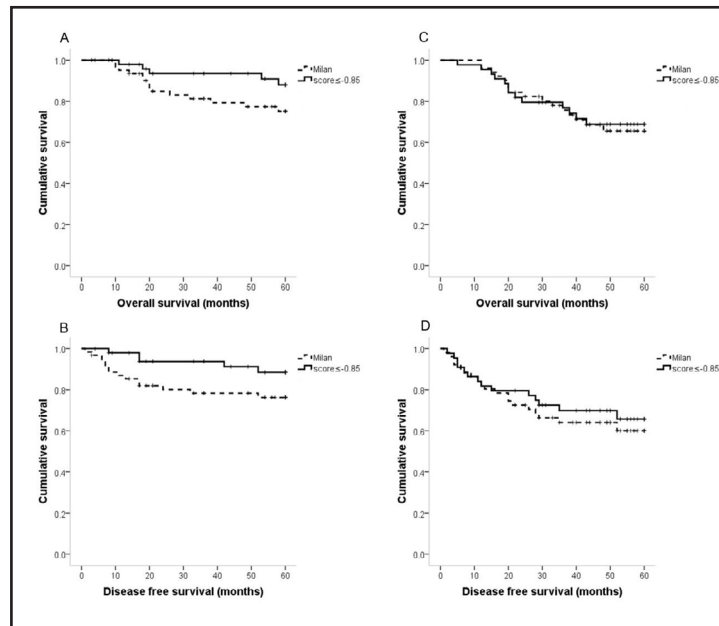 A
Cumulative survival
1.0
0.8
0.6
0.4
0.2
0.0
0 10 20 30 40 50 60
Overall survival (months)
Milan
score≤-0.85
C
Cumulative survival
1.0
0.8
0.6
0.4
0.2
0.0
0 10 20 30 40 50 60
Overall survival (months)
Milan
score≤-0.85
B
Cumulative survival
1.0
0.8
0.6
0.4
0.2
0.0
0 10 20 30 40 50 60
Disease free survival (months)
Milan
score≤-0.85
D
Cumulative survival
1.0
0.8
0.6
0.4
0.2
0.0
0 10 20 30 40 50 60
Disease free survival (months)
Milan
score≤-0.85